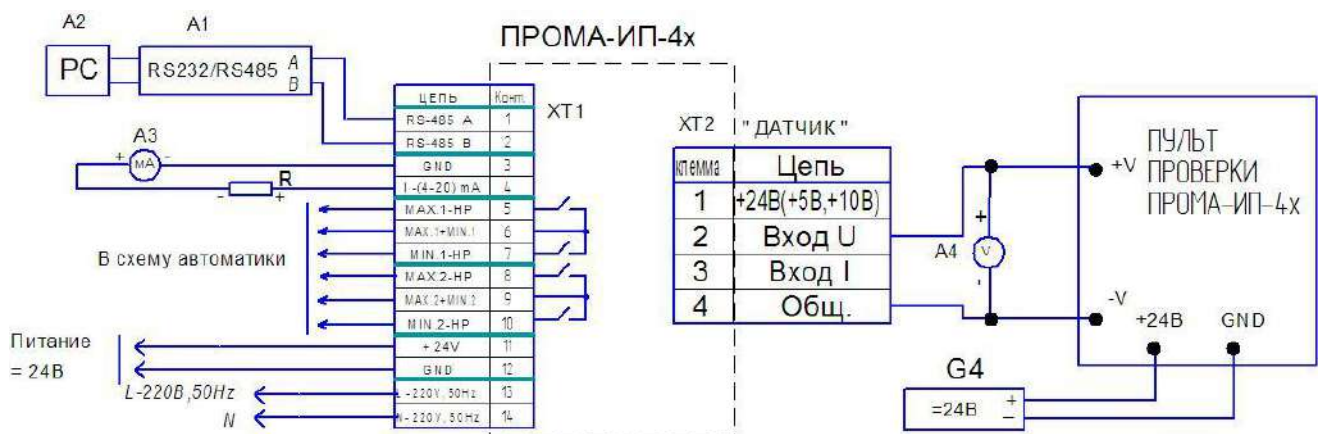 A2
A1
ПРОМА-ИП-4х
PC
RS232/RS485
A
B
ЦЕПЬ
Конт.
XT1
RS-485 A
1
RS-485 B
2
GND
3
I-(4-20) mA
4
MAX.1-HP
5
MAX.1+MIN.1
6
MIN.1-HP
7
MAX.2-HP
8
MAX.2+MIN.2
9
MIN.2-HP
10
+ 24V
11
GND
12
L-220V, 50Hz
13
N-220V, 50Hz
14
A3
+
mA
-
R
-
+
В схему автоматики
Питание
= 24В
L-220В,50Hz
N
XT2
"ДАТЧИК"
клемма
Цепь
1
+24В(+5В,+10В)
2
Вход U
3
Вход I
4
Общ.
+
A4
V
-
ПУЛЬТ
ПРОВЕРКИ
ПРОМА-ИП-4х
+V
-V
+24В
GND
G4
=24В
+
-